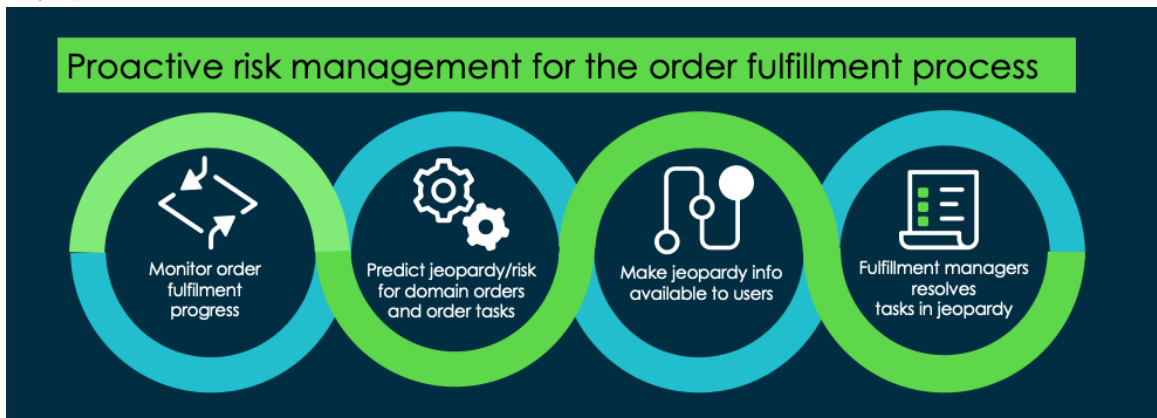 Proactive risk management for the order fulfillment process
Monitor order
fulfilment
progress
Predict jeopardy/risk
for domain orders
and order tasks
Make jeopardy info
available to users
Fulfillment managers
resolves
tasks in jeopardy